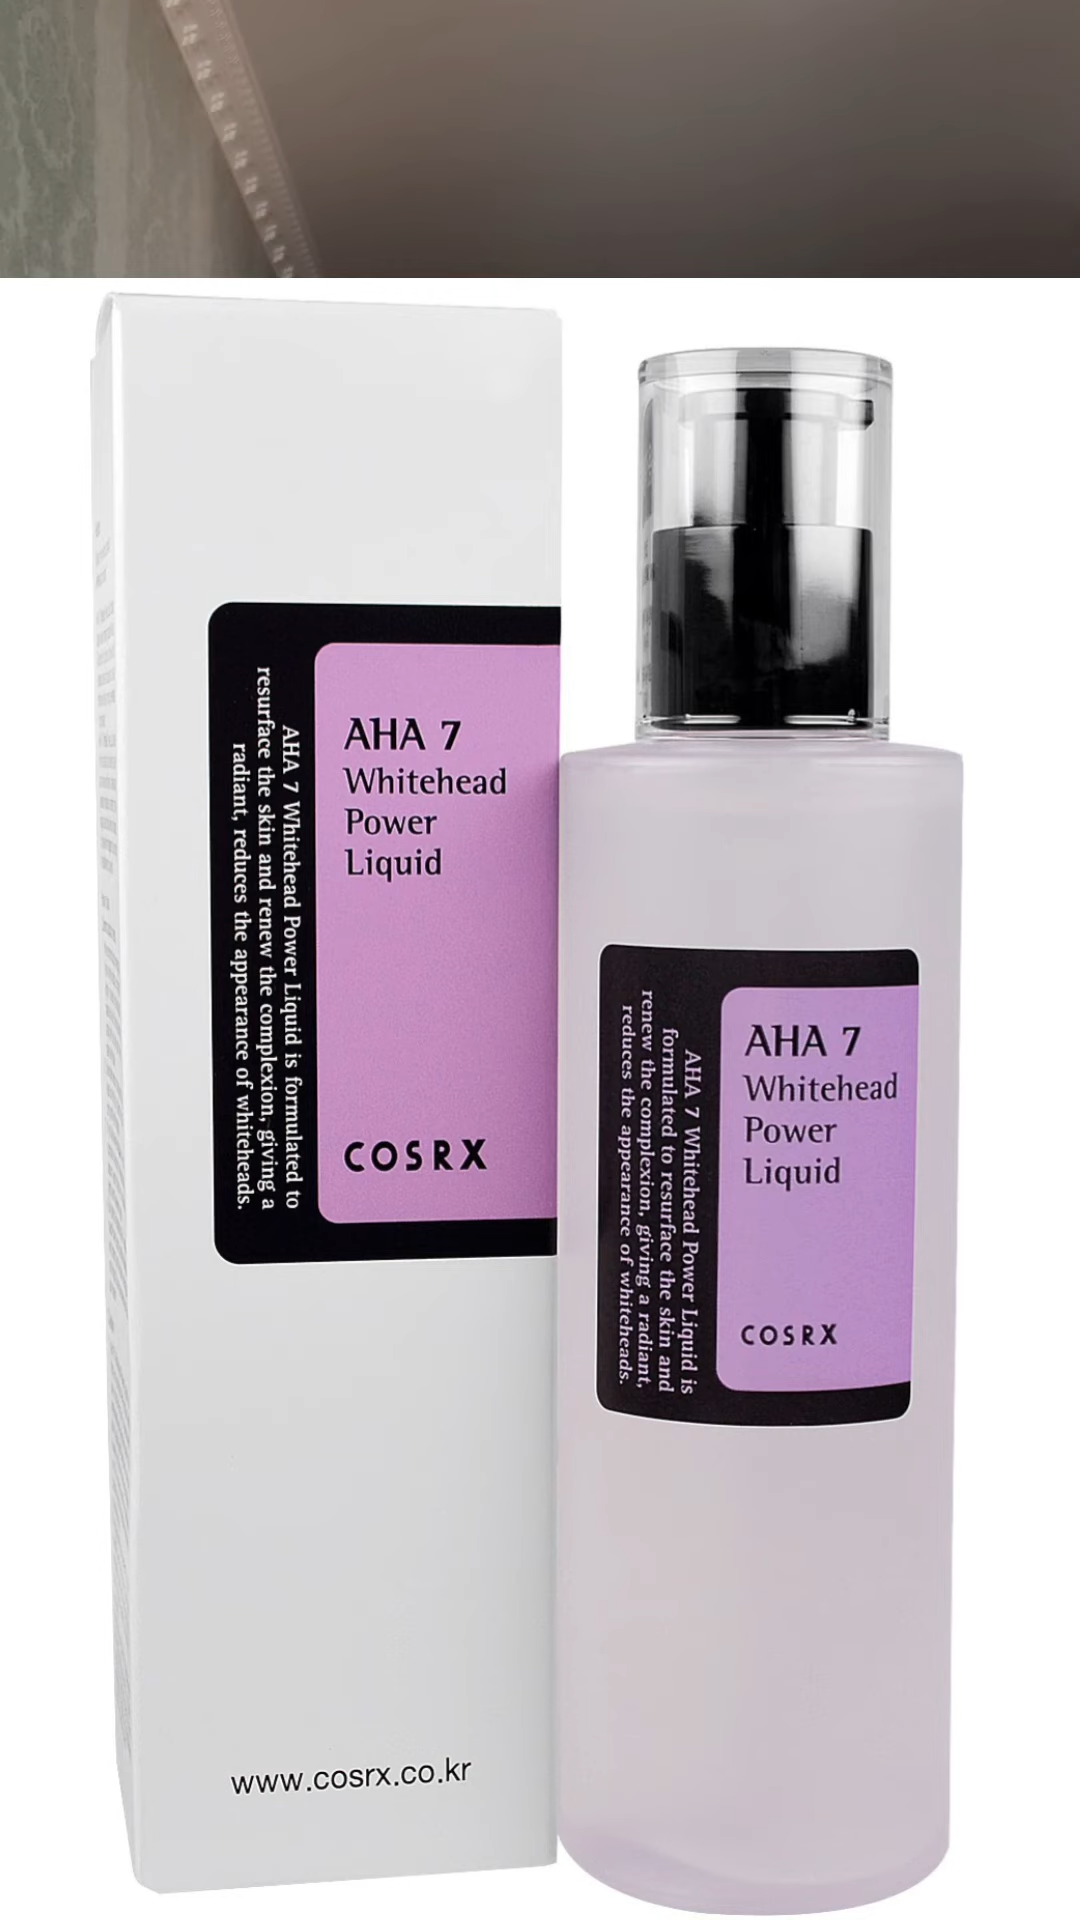 AHA 7
Whitehead
Power
Liquid
COSRX
AHA 7 Whitehead Power Liquid is formulated to
resurface the skin and renew the complexion, giving a
radiant, reduces the appearance of whiteheads.
www.cosrx.co.kr
AHA 7
Whitehead
Power
Liquid
COSRX
AHA 7 Whitehead Power Liquid is
formulated to resurface the skin and
renew the complexion, giving a radiant,
reduces the appearance of whiteheads.